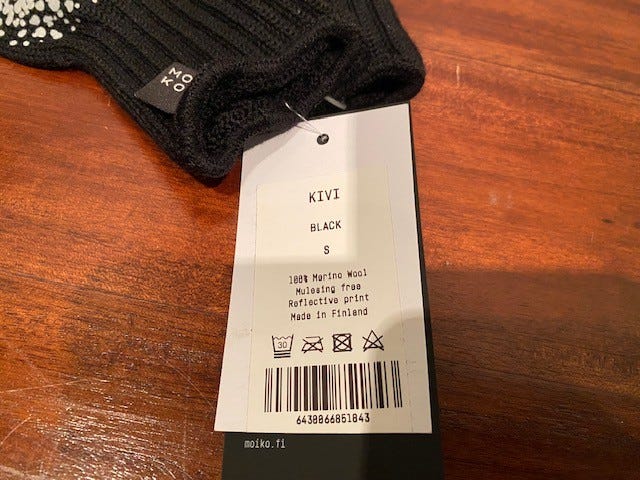 MO
KO
KIVI
BLACK
S
100% Merino Wool
Mulesing free
Reflective print
Made in Finland
30
6430066851043
moiko.fi